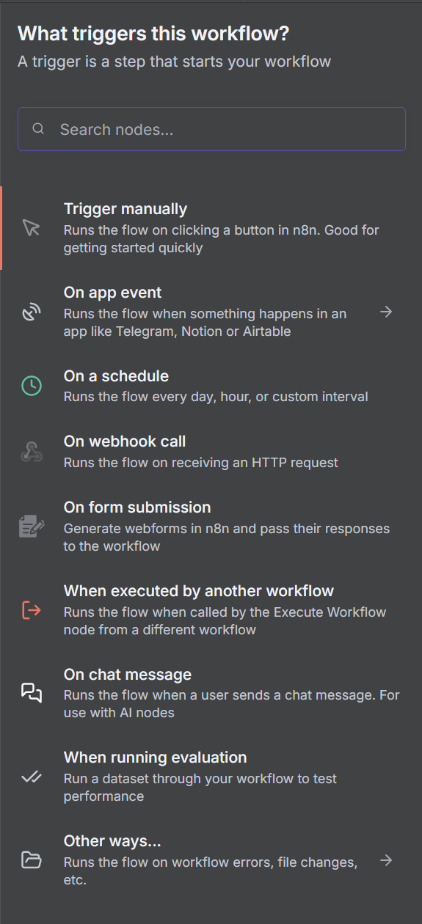 What triggers this workflow?
A trigger is a step that starts your workflow
Search nodes...
Trigger manually
Runs the flow on clicking a button in n8n. Good for
getting started quickly
On app event
Runs the flow when something happens in an
app like Telegram, Notion or Airtable
On a schedule
Runs the flow every day, hour, or custom interval
On webhook call
Runs the flow on receiving an HTTP request
On form submission
Generate webforms in n8n and pass their responses
to the workflow
When executed by another workflow
Runs the flow when called by the Execute Workflow
node from a different workflow
On chat message
Runs the flow when a user sends a chat message. For
use with AI nodes
When running evaluation
Run a dataset through your workflow to test
performance
Other ways...
Runs the flow on workflow errors, file changes,
etc.